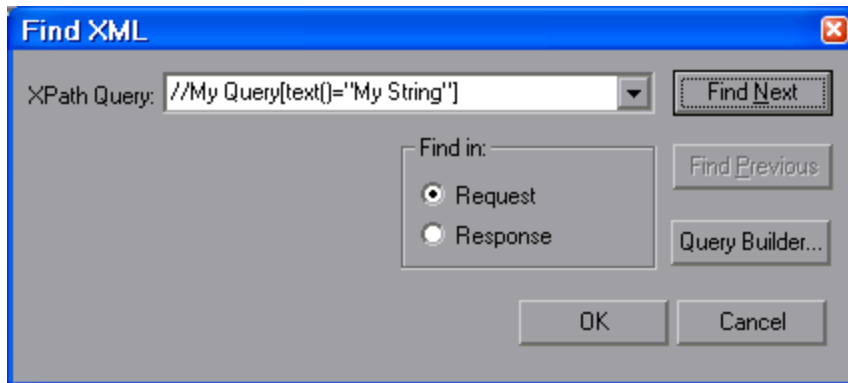 Find XML
XPath Query: //My Query[text()="My String"] Find Next
Find in: Find Previous
Request
Response Query Builder...
OK Cancel